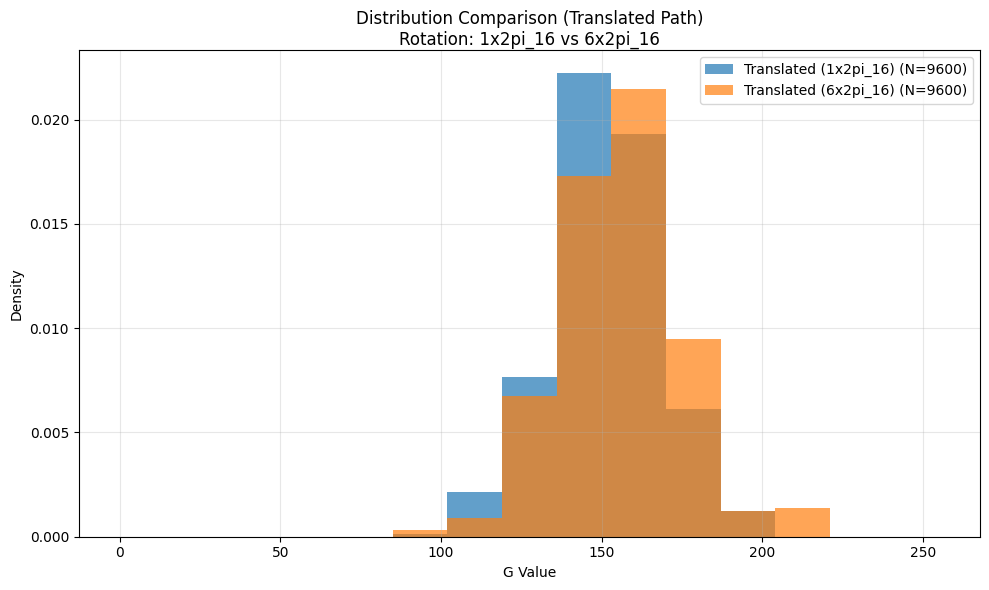 Distribution Comparison (Translated Path)
Rotation: 1x2pi_16 vs 6x2pi_16
Translated (1x2pi_16) (N=9600)
Translated (6x2pi_16) (N=9600)
0.020
0.015
0.010
0.005
0.000
Density
0 50 100 150 200 250
G Value